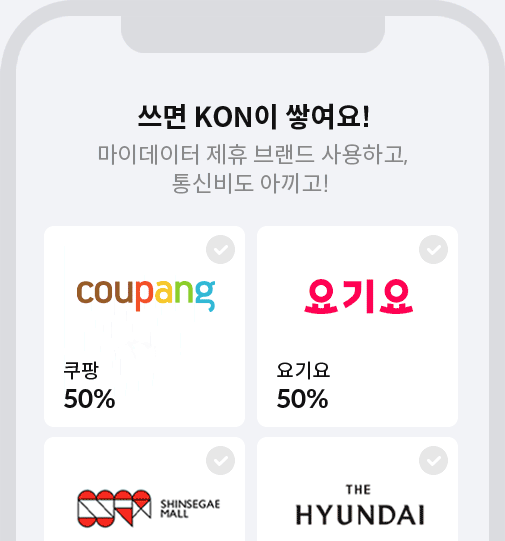 쓰면 KON이 쌓여요!
마이데이터 제휴 브랜드 사용하고,
통신비도 아끼고!
coupang
쿠팡
50%
요기요
요기요
50%
SHINSEGAE
MALL
THE
HYUNDAI